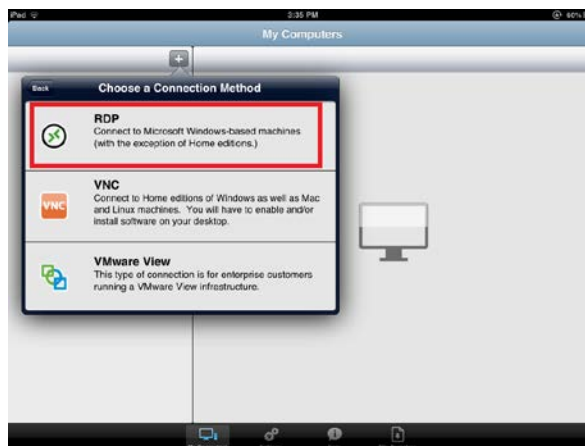 iPad
3:35 PM
60%
My Computers
Back
Choose a Connection Method
RDP
Connect to Microsoft Windows-based machines
(with the exception of Home editions.)
VNC
VNC
Connect to Home editions of Windows as well as Mac
and Linux machines. You will have to enable and/or
install software on your desktop.
VMware View
This type of connection is for enterprise customers
running a VMware View infrastructure.